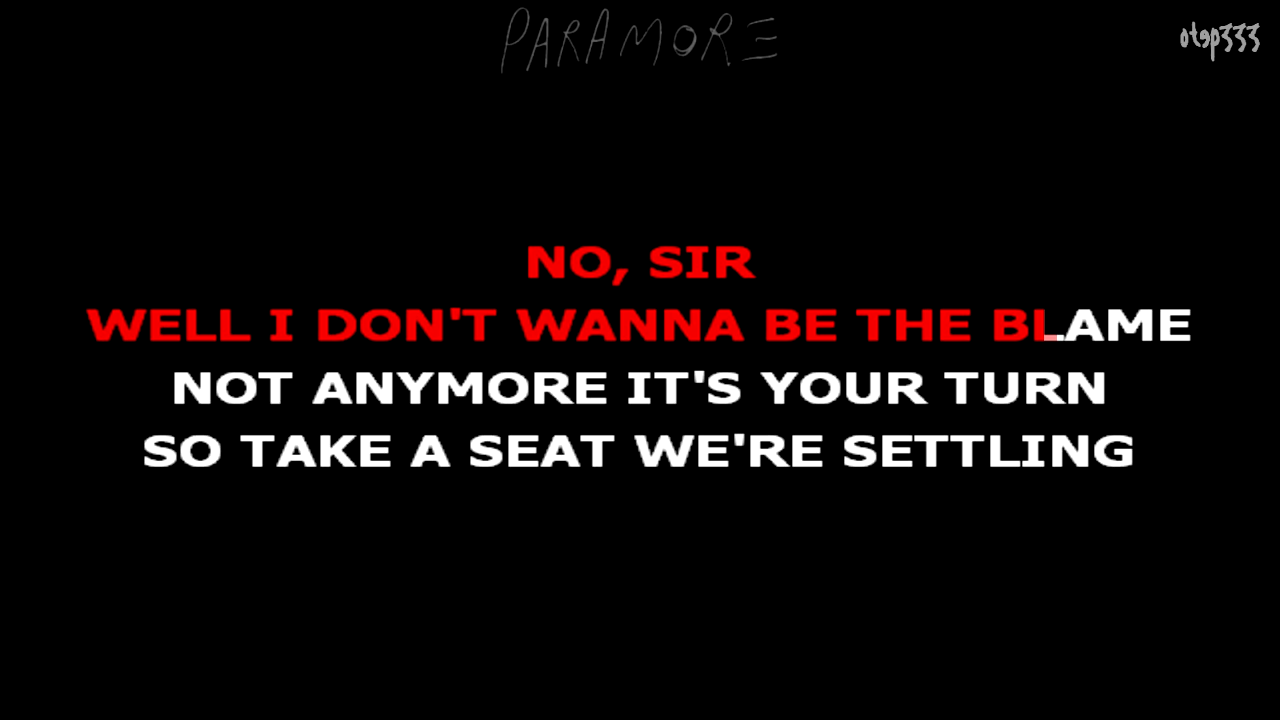 PARAMORE
otep333
NO, SIR
WELL I DON'T WANNA BE THE BLAME
NOT ANYMORE IT'S YOUR TURN
SO TAKE A SEAT WE'RE SETTLING